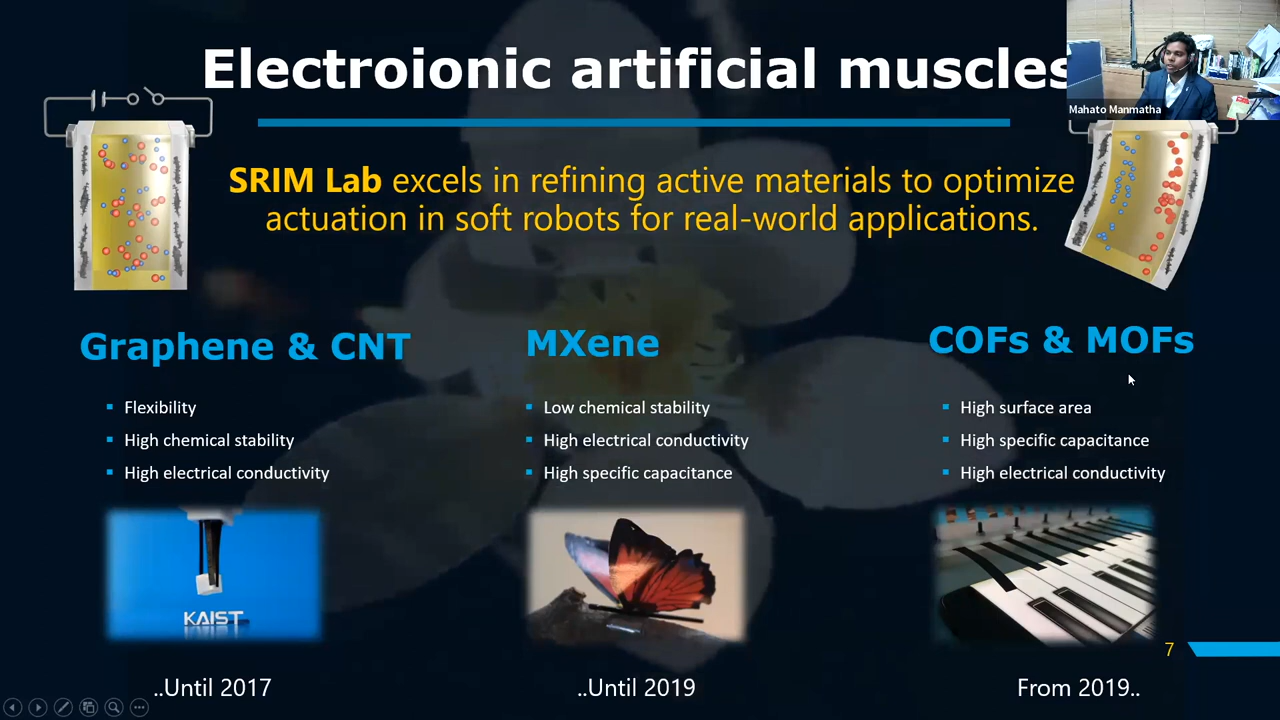 Electroionic artificial muscles
Mahato Manmatha
SRIM Lab excels in refining active materials to optimize
actuation in soft robots for real-world applications.
Graphene & CNT
Flexibility
High chemical stability
High electrical conductivity
KAIST
..Until 2017
MXene
Low chemical stability
High electrical conductivity
High specific capacitance
..Until 2019
COFs & MOFs
High surface area
High specific capacitance
High electrical conductivity
From 2019..
7